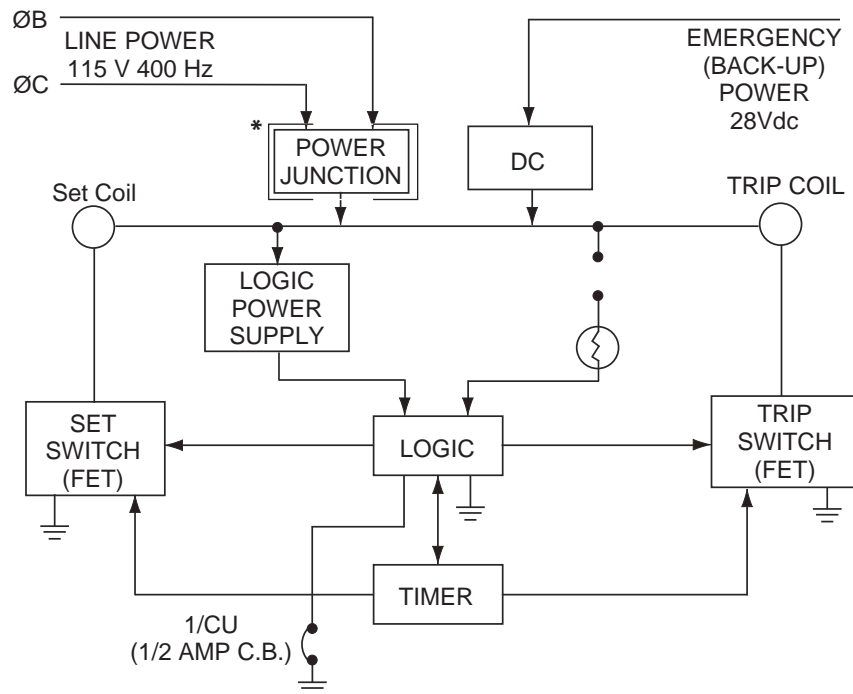 ØB
LINE POWER
115 V 400 Hz
ØC
EMERGENCY
(BACK-UP)
POWER
28Vdc
*
POWER
JUNCTION
DC
Set Coil
TRIP COIL
LOGIC
POWER
SUPPLY
SET
SWITCH
(FET)
LOGIC
TRIP
SWITCH
(FET)
TIMER
1/CU
(1/2 AMP C.B.)